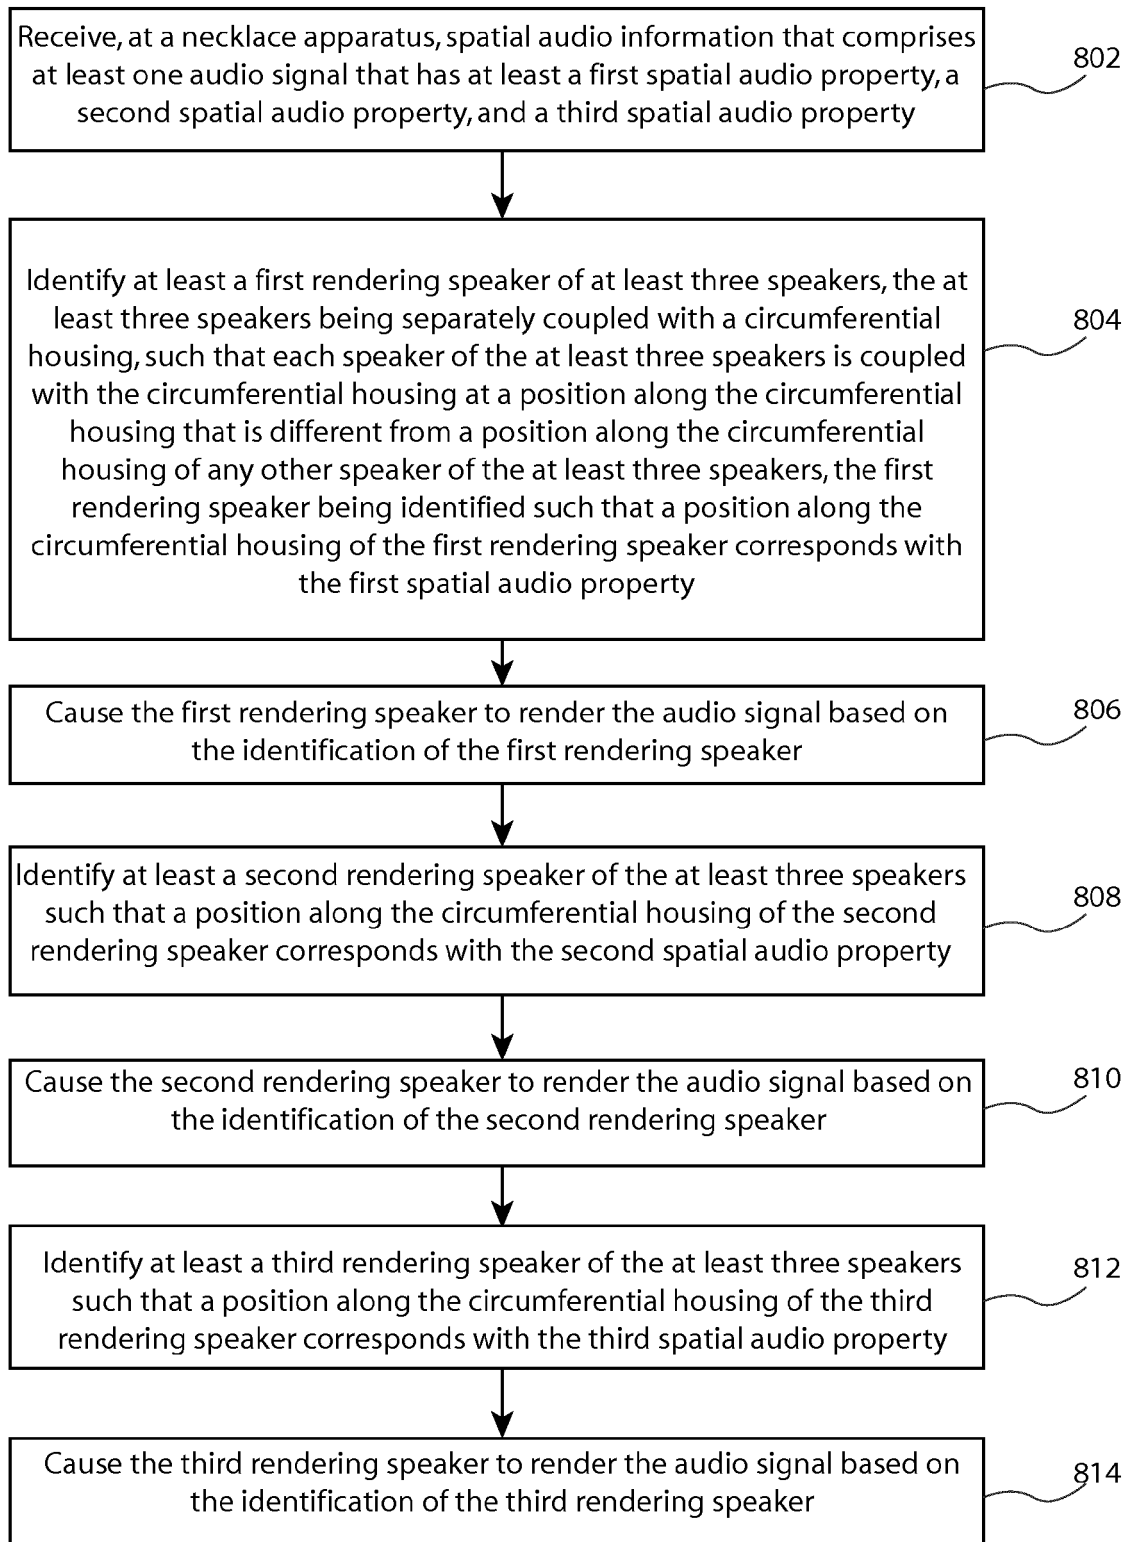 Receive, at a necklace apparatus, spatial audio information that comprises
at least one audio signal that has at least a first spatial audio property, a
second spatial audio property, and a third spatial audio property
802
Identify at least a first rendering speaker of at least three speakers, the at
least three speakers being separately coupled with a circumferential
housing, such that each speaker of the at least three speakers is coupled
with the circumferential housing at a position along the circumferential
housing that is different from a position along the circumferential
housing of any other speaker of the at least three speakers, the first
rendering speaker being identified such that a position along the
circumferential housing of the first rendering speaker corresponds with
the first spatial audio property
804
Cause the first rendering speaker to render the audio signal based on
the identification of the first rendering speaker
806
Identify at least a second rendering speaker of the at least three speakers
such that a position along the circumferential housing of the second
rendering speaker corresponds with the second spatial audio property
808
Cause the second rendering speaker to render the audio signal based on
the identification of the second rendering speaker
810
Identify at least a third rendering speaker of the at least three speakers
such that a position along the circumferential housing of the third
rendering speaker corresponds with the third spatial audio property
812
Cause the third rendering speaker to render the audio signal based on
the identification of the third rendering speaker
814